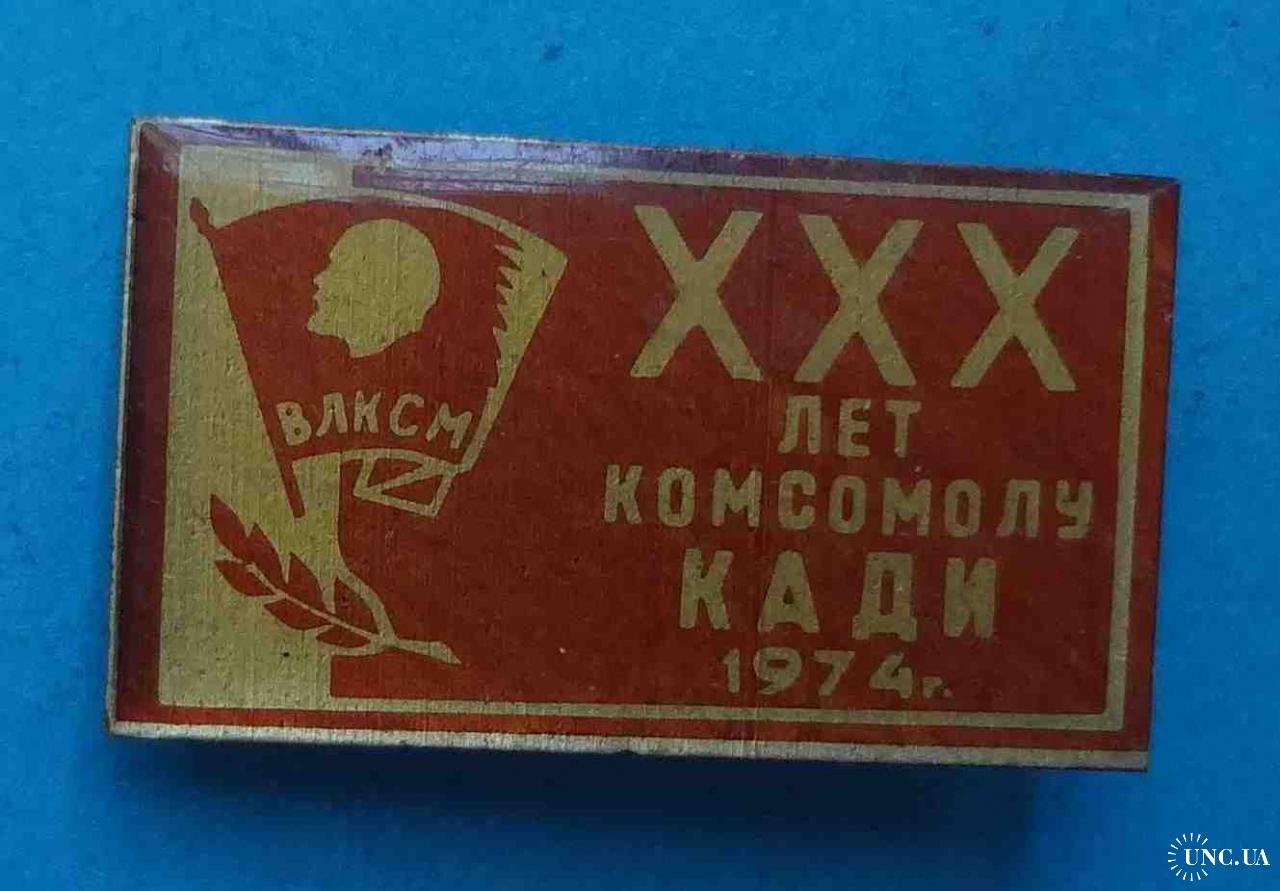 ВЛКСМ
XXX
ЛЕТ
КОМСОМОЛУ
КАДИ
1974г.
UNC.UA